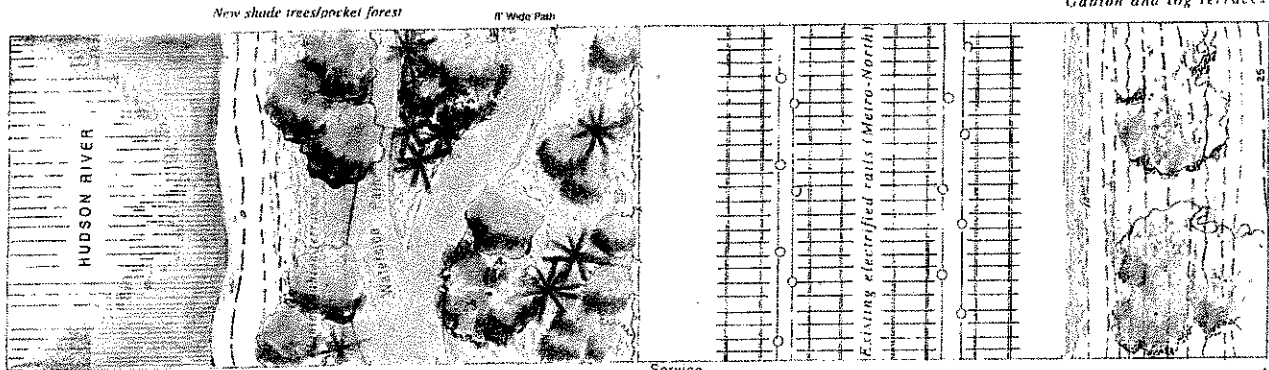 New shade trees/pocket forest
8' Wide Path
Gabion and log terraces
HUDSON RIVER
Existing electrified rails (Metro-North)
25
Service